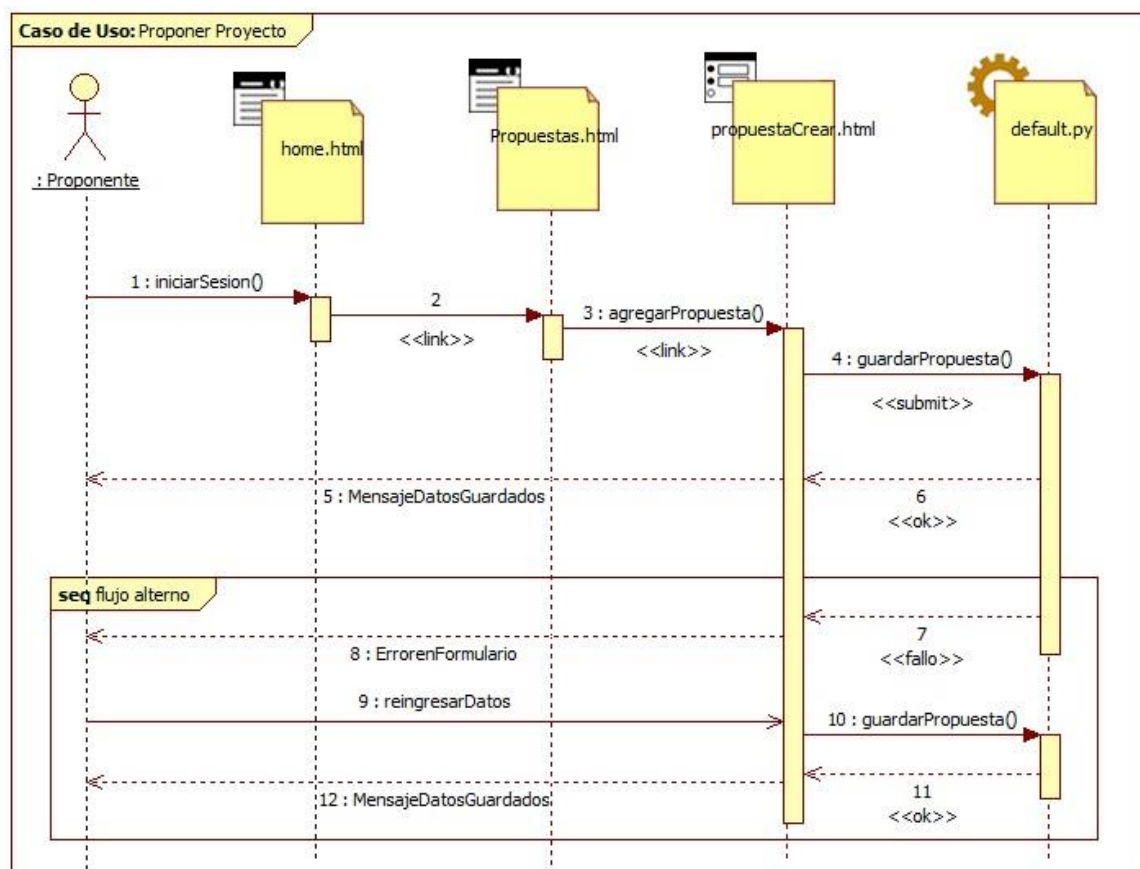 Caso de Uso: Proponer Proyecto
: Proponente
home.html
Propuestas.html
propuestaCrear.html
default.py
1 : iniciarSesion()
2
<<link>>
3 : agregarPropuesta()
<<link>>
4 : guardarPropuesta()
<<submit>>
5 : MensajeDatosGuardados
6
<<ok>>
seq flujo alterno
7
<<fallo>>
8 : ErrorenFormulario
9 : reingresarDatos
10 : guardarPropuesta()
11
<<ok>>
12 : MensajeDatosGuardados